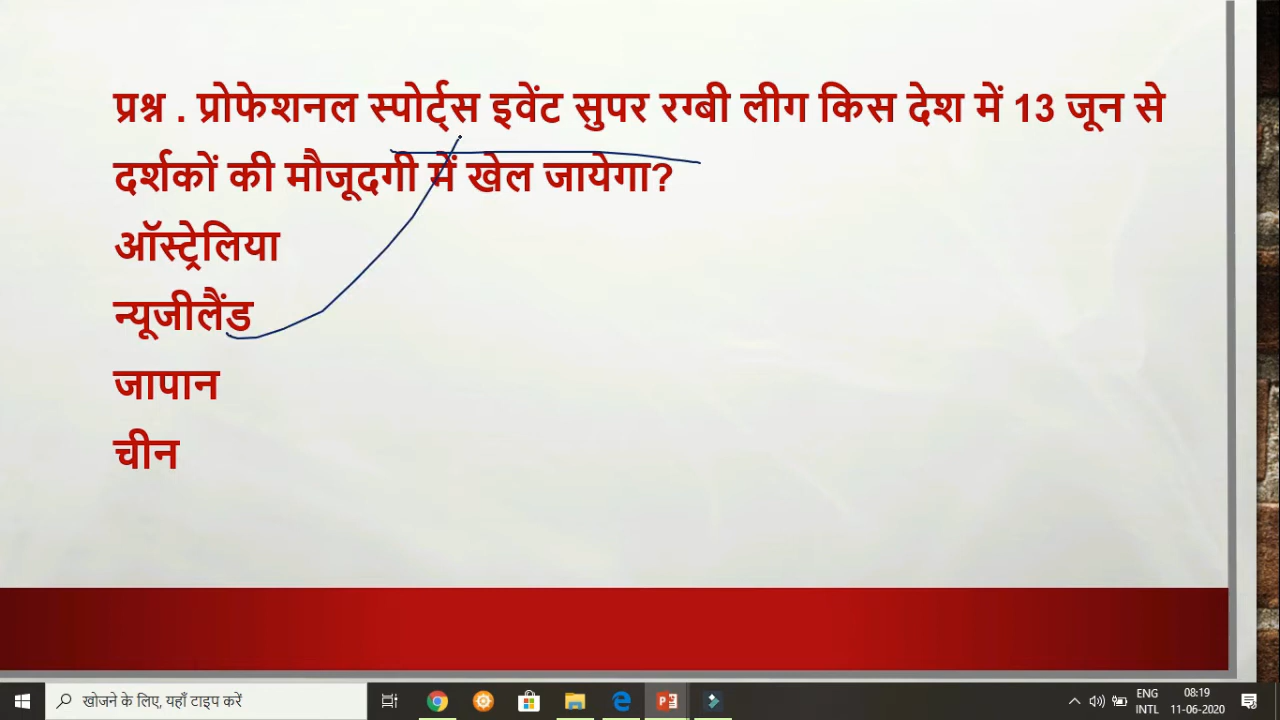 प्रश्न . प्रोफेशनल स्पोर्ट्स इवेंट सुपर रग्बी लीग किस देश में 13 जून से
दर्शकों की मौजूदगी में खेल जायेगा?
ऑस्ट्रेलिया
न्यूजीलैंड
जापान
चीन
खोजने के लिए, यहाँ टाइप करें
ENG 08:19
INTL 11-06-2020